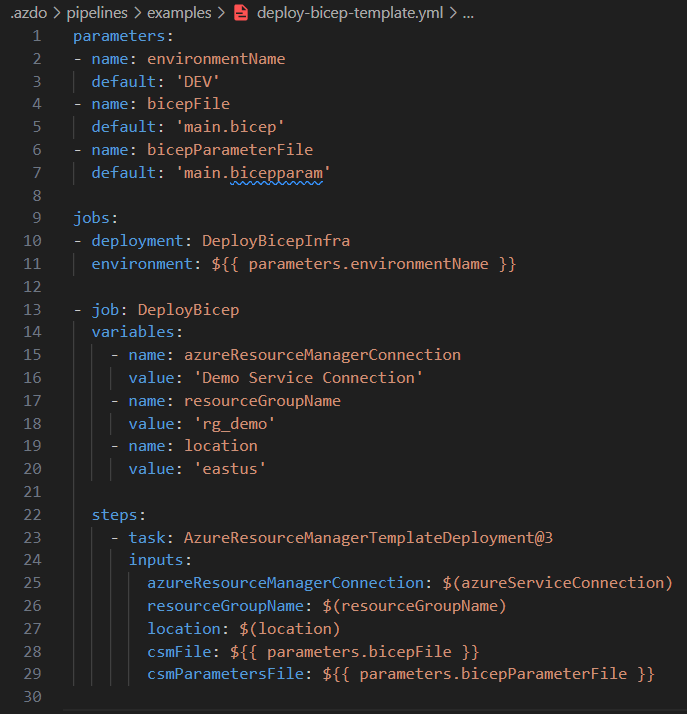 .azdo > pipelines > examples > deploy-bicep-template.yml > ...
1 parameters:
2 - name: environmentName
3 default: 'DEV'
4 - name: bicepFile
5 default: 'main.bicep'
6 - name: bicepParameterFile
7 default: 'main.bicepparam'
8
9 jobs:
10 - deployment: DeployBicepInfra
11 environment: ${{ parameters.environmentName }}
12
13 - job: DeployBicep
14 variables:
15 - name: azureResourceManagerConnection
16 value: 'Demo Service Connection'
17 - name: resourceGroupName
18 value: 'rg_demo'
19 - name: location
20 value: 'eastus'
21
22 steps:
23 - task: AzureResourceManagerTemplateDeployment@3
24 inputs:
25 azureResourceManagerConnection: $(azureServiceConnection)
26 resourceGroupName: $(resourceGroupName)
27 location: $(location)
28 csmFile: ${{ parameters.bicepFile }}
29 csmParametersFile: ${{ parameters.bicepParameterFile }}
30